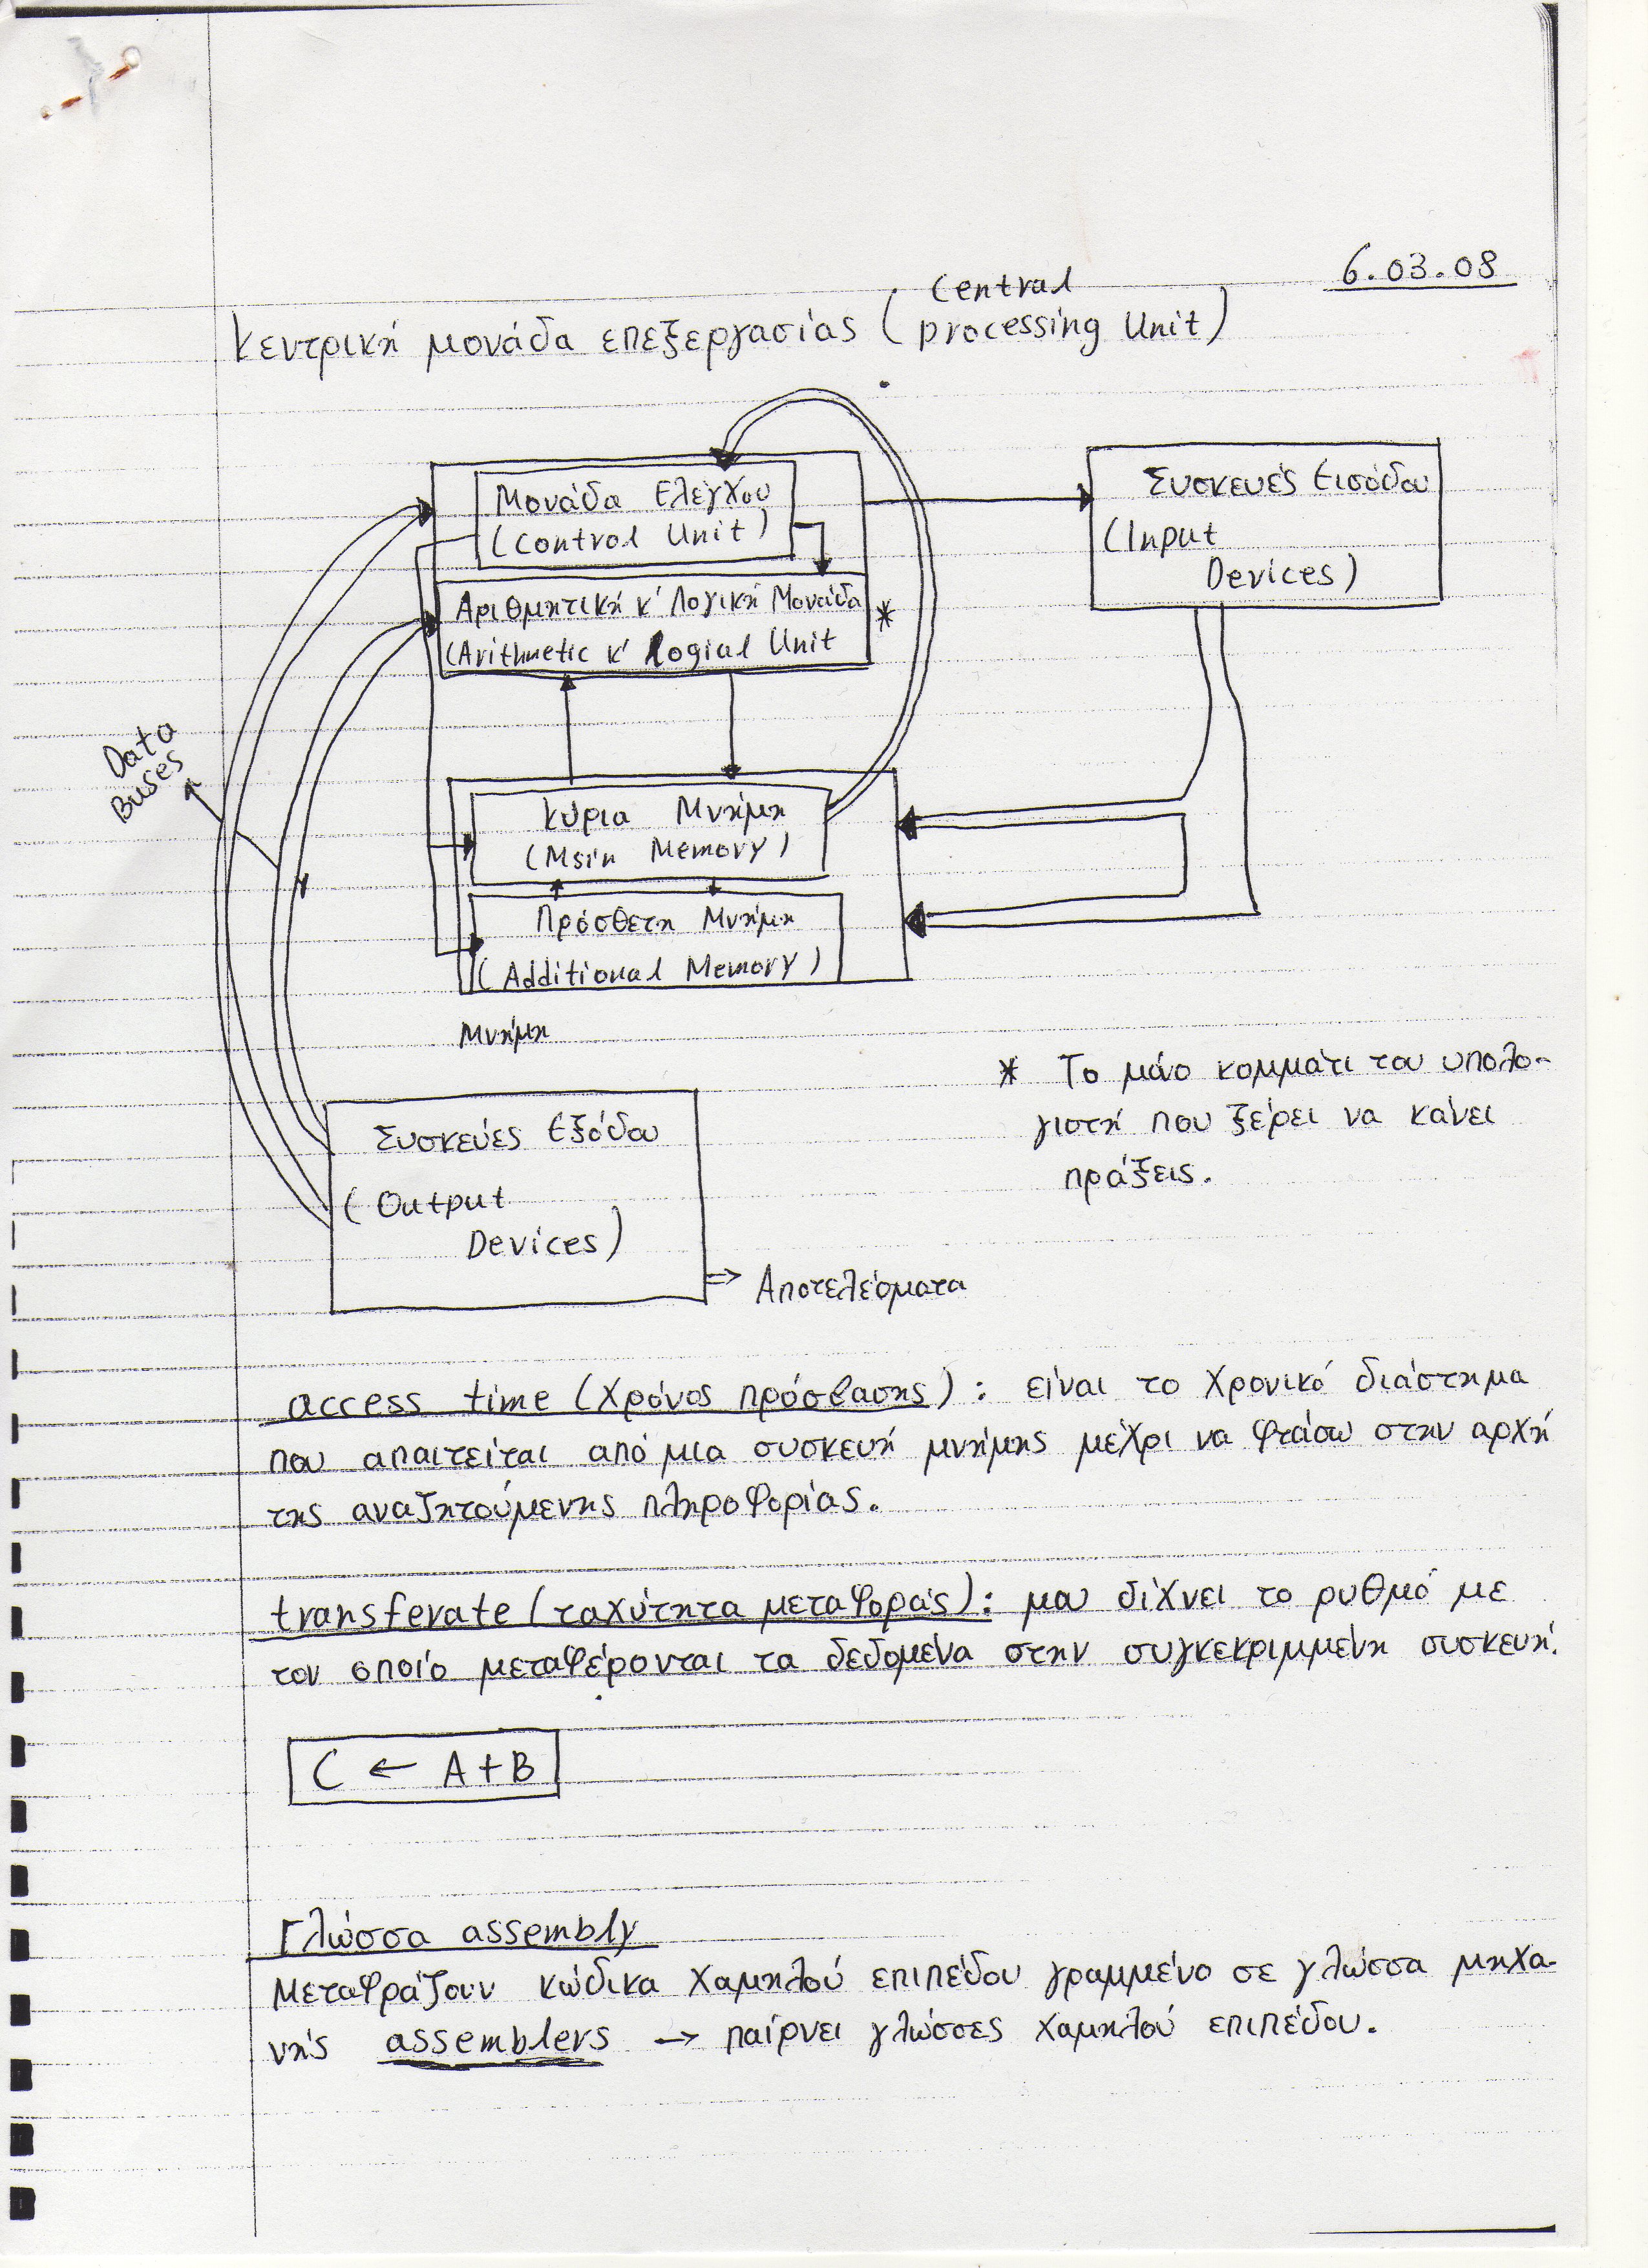 6.03.08
Κεντρική μονάδα επεξεργασίας (Central
processing Unit)
Μονάδα Ελέγχου
(Control Unit)
Συσκευές Εισόδου
(Input
Devices)
Αριθμητική κ' Λογική Μονάδα *
(Arithmetic κ' Logial Unit
Data
Buses
Κύρια Μνήμη
(Msin Memory)
Πρόσθετη Μνήμη
(Additional Memory)
Μνήμη
* Το μόνο κομμάτι του υπολο-
γιστή που ξέρει να κάνει
πράξεις.
Συσκευές Εξόδου
(Output
Devices)
⇒ Αποτελέσματα
access time (χρόνος πρόσβασης) : είναι το χρονικό διάστημα
που απαιτείται από μια συσκευή μνήμης μέχρι να φτάσω στην αρχή
της αναζητούμενης πληροφορίας.
transferate (ταχύτητα μεταφοράς) : μου δίχνει το ρυθμό με
τον οποίο μεταφέρονται τα δεδομένα στην συγκεκριμμένη συσκευή.
C ← A+B
Γλώσσα assembly
Μεταφράζουν κώδικα χαμηλού επιπέδου γραμμένο σε γλώσσα μηχα-
νής assemblers → παίρνει γλώσσες χαμηλού επιπέδου.